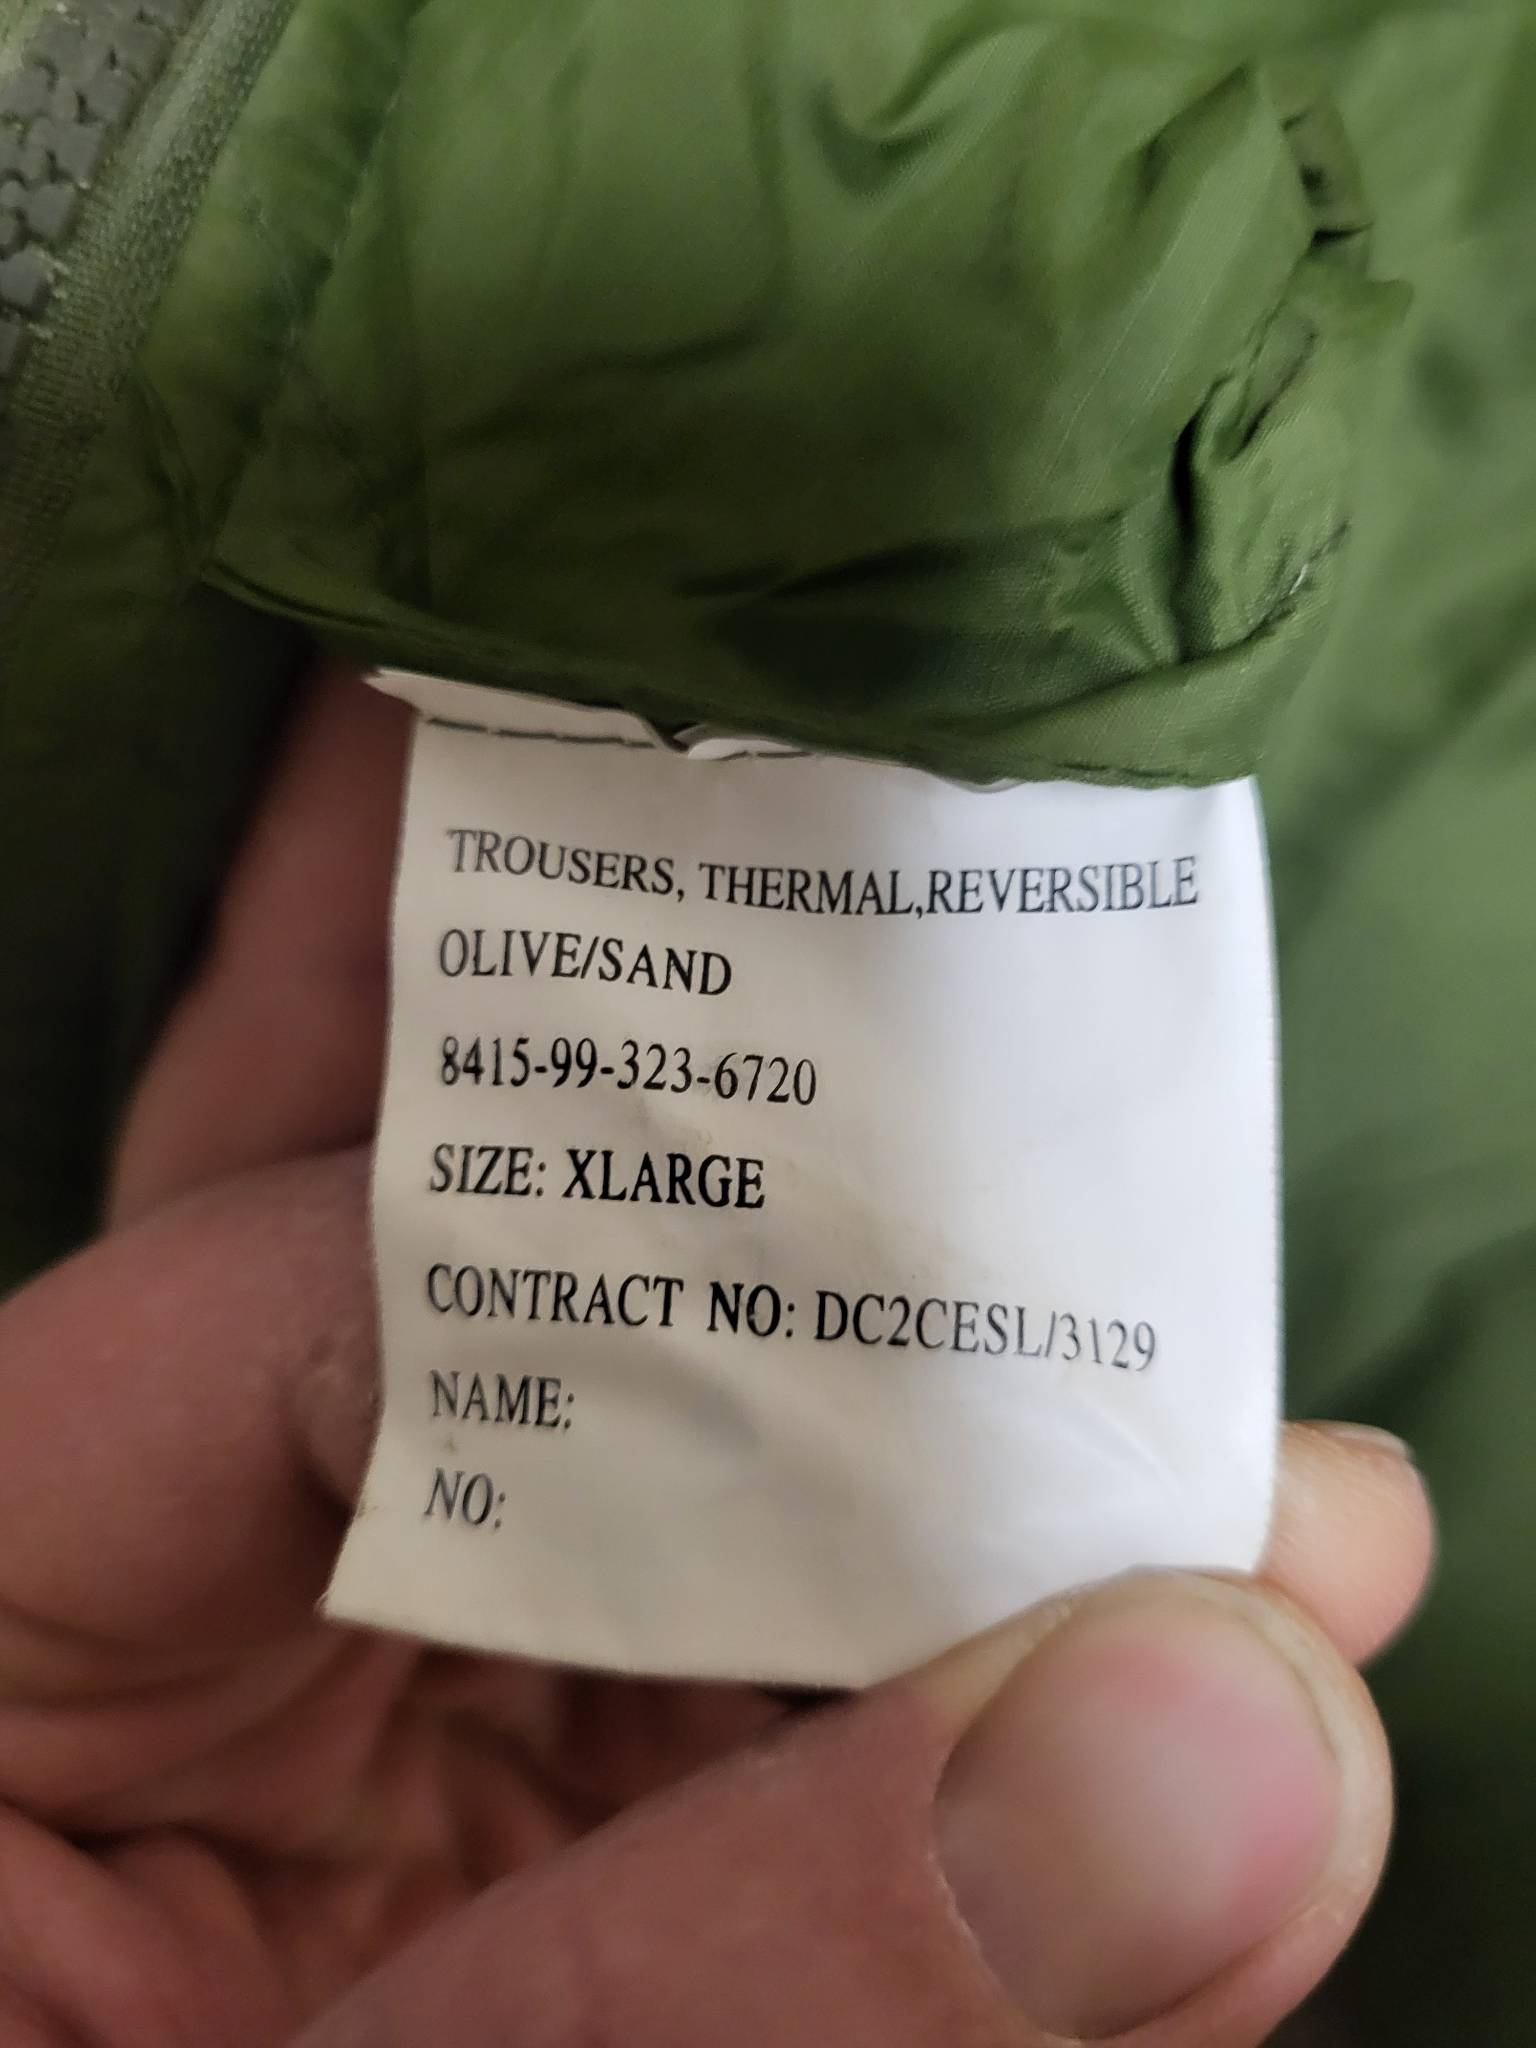 TROUSERS, THERMAL,REVERSIBLE
OLIVE/SAND
8415-99-323-6720
SIZE: XLARGE
CONTRACT NO: DC2CESL/3129
NAME:
NO: